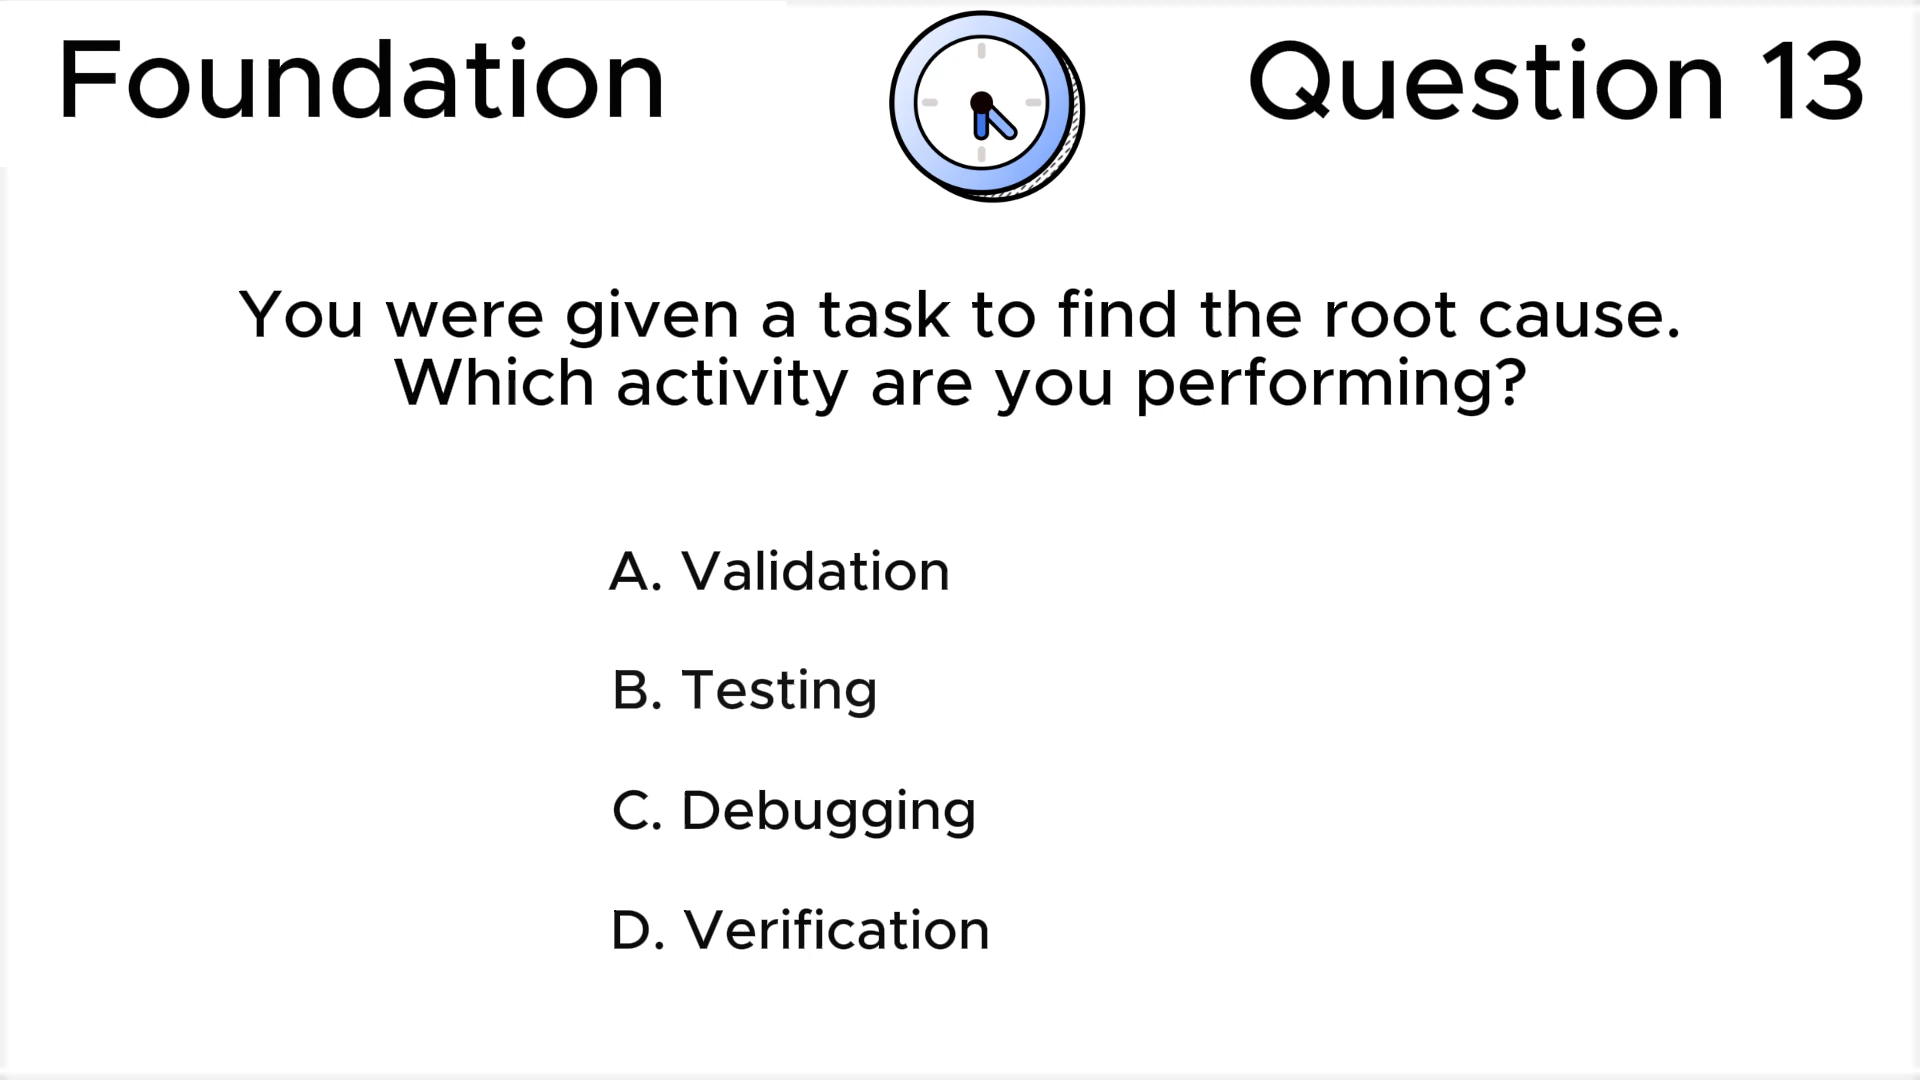 Foundation
Question 13
You were given a task to find the root cause.
Which activity are you performing?
A. Validation
B. Testing
C. Debugging
D. Verification